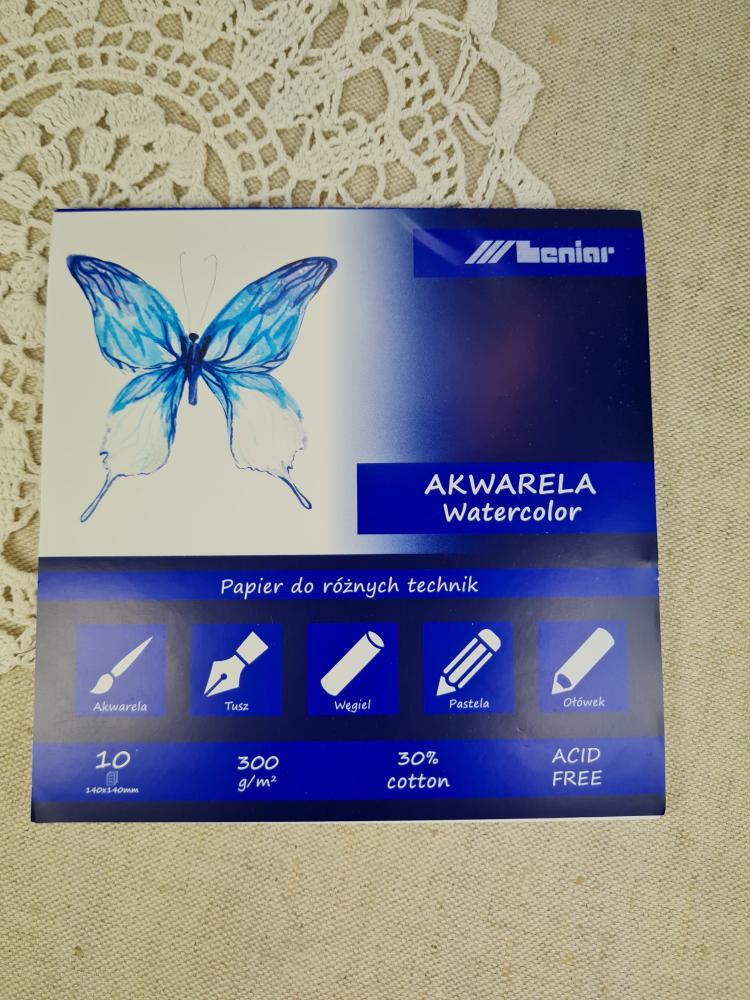 Leniar
AKWARELA
Watercolor
Papier do różnych technik
Akwarela
Tusz
Węgiel
Pastela
Ołówek
10
140x140mm
300
g/m²
30%
cotton
ACID
FREE